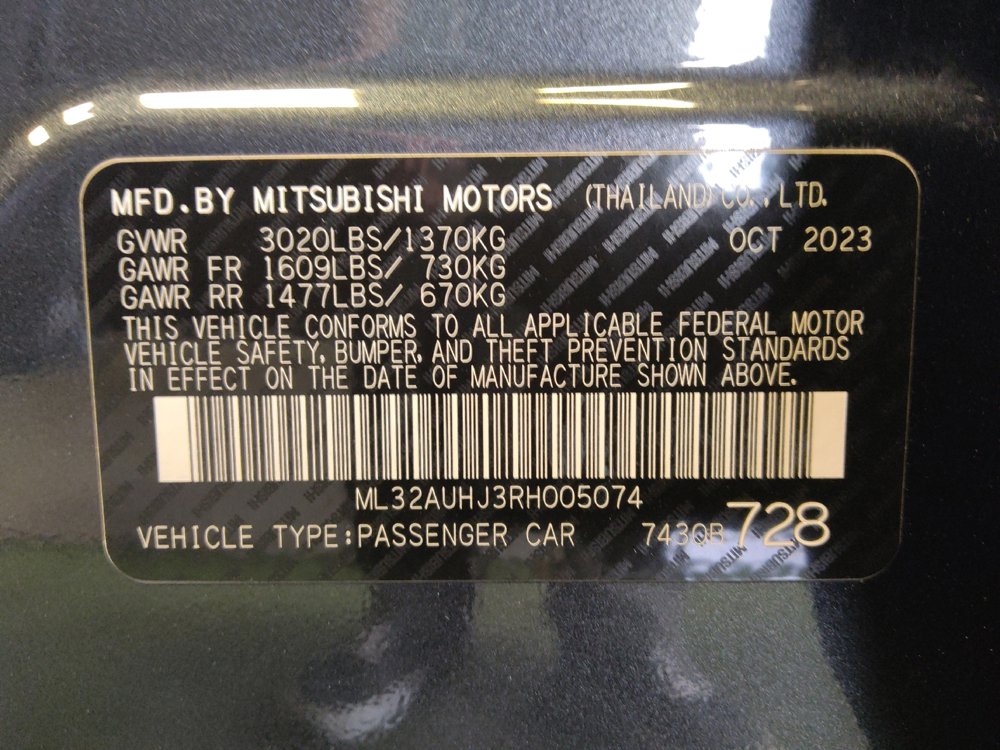 MFD.BY MITSUBISHI MOTORS (THAILAND) CO., LTD.
GVWR 3020LBS/1370KG OCT 2023
GAWR FR 1609LBS/ 730KG
GAWR RR 1477LBS/ 670KG
THIS VEHICLE CONFORMS TO ALL APPLICABLE FEDERAL MOTOR
VEHICLE SAFETY, BUMPER, AND THEFT PREVENTION STANDARDS
IN EFFECT ON THE DATE OF MANUFACTURE SHOWN ABOVE.
ML32AUHJ3RH005074
VEHICLE TYPE:PASSENGER CAR 728